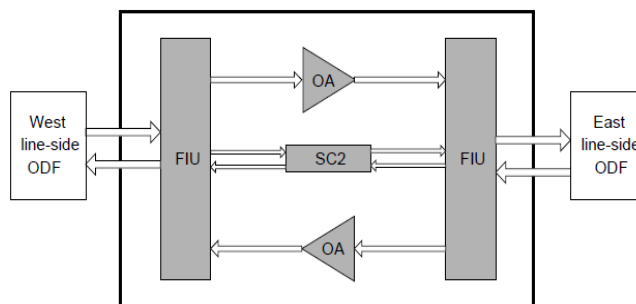 OA
West
line-side
ODF
FIU
SC2
FIU
East
line-side
ODF
OA